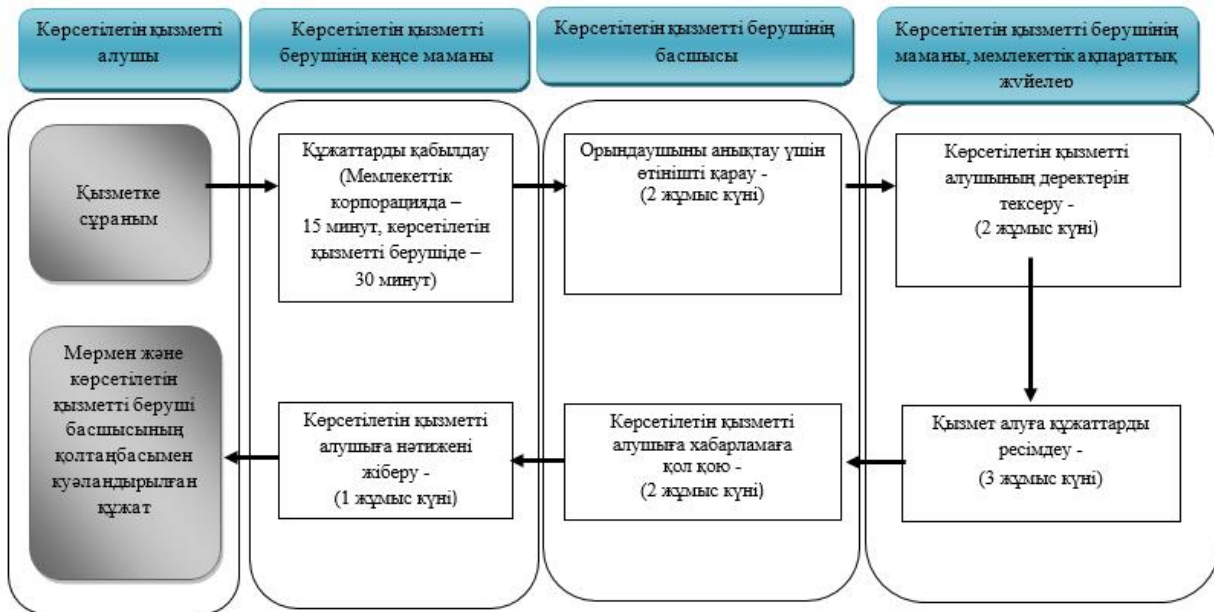 Көрсетілетін қызметті
алушы
Көрсетілетін қызметті
берушінің кеңсе маманы
Көрсетілетін қызметті берушінің
басшысы
Көрсетілетін қызметті берушінің
маманы, мемлекеттік ақпараттық
жүйелер
Қызметке
сұраным
Құжаттарды қабылдау
(Мемлекеттік
корпорацияда –
15 минут, көрсетілетін
қызметті берушіде –
30 минут)
Орындаушыны анықтау үшін
өтінішті қарау -
(2 жұмыс күні)
Көрсетілетін қызметті
алушының деректерін
тексеру -
(2 жұмыс күні)
Мөрмен және
көрсетілетін
қызметті беруші
басшысының
қолтаңбасымен
куәландырылған
құжат
Көрсетілетін қызметті
алушыға нәтижені
жіберу -
(1 жұмыс күні)
Көрсетілетін қызметті
алушыға хабарламаға
қол қою -
(2 жұмыс күні)
Қызмет алуға құжаттарды
ресімдеу -
(3 жұмыс күні)